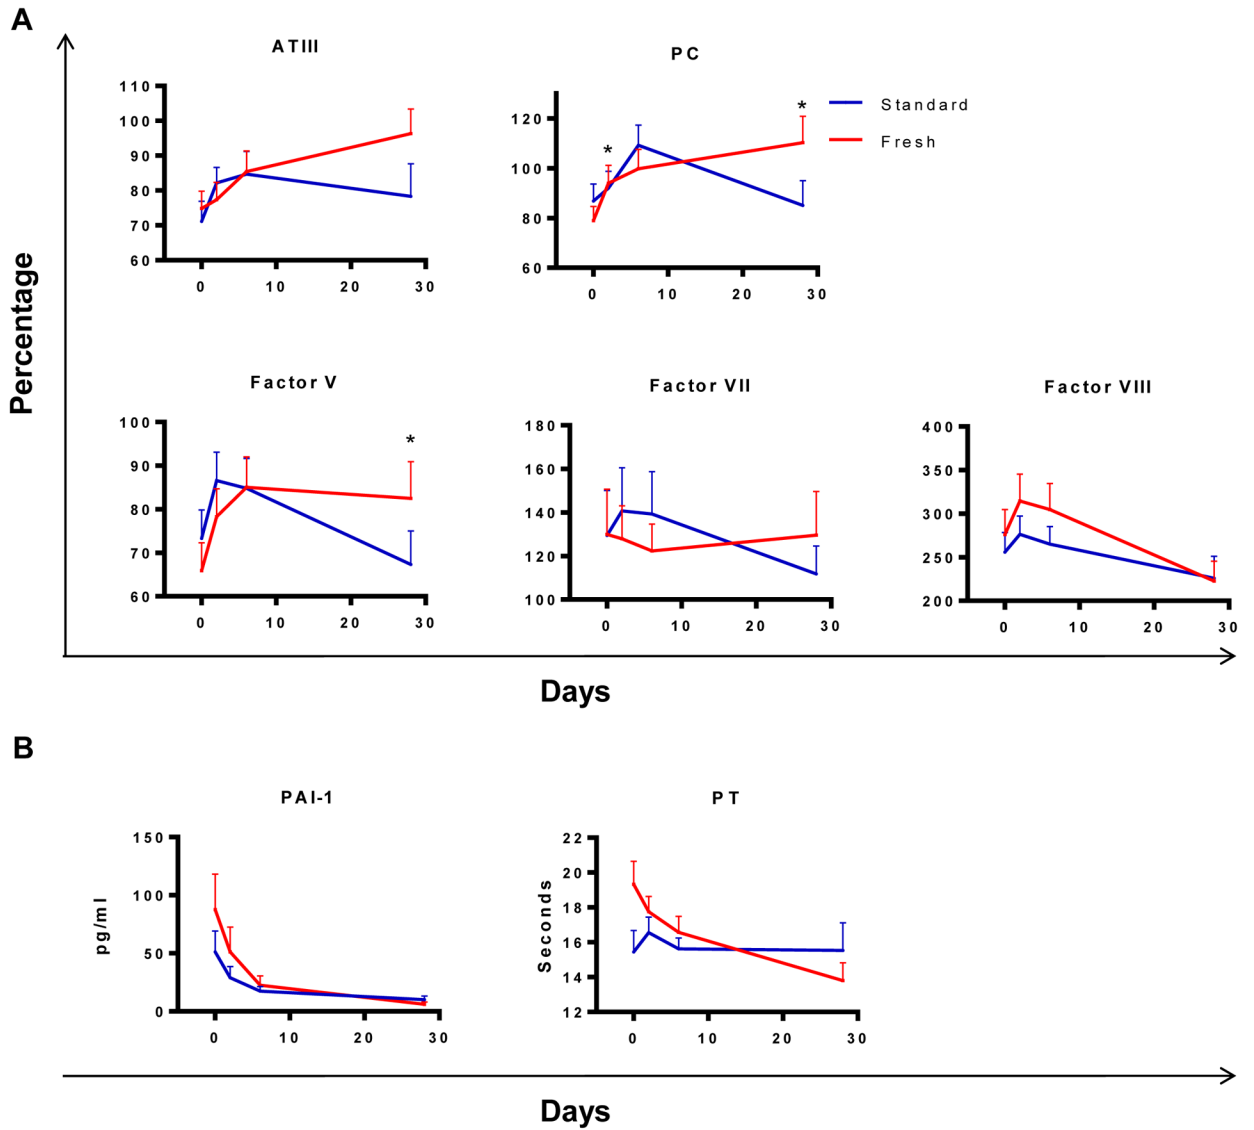 A
ATIII
PC
Standard
Fresh
110
100
90
80
70
60
0 10 20 30
120
100
80
60
0 10 20 30
*
*
Percentage
Factor V
Factor VII
Factor VIII
100
90
80
70
60
0 10 20 30
*
180
160
140
120
100
0 10 20 30
400
350
300
250
200
0 10 20 30
Days
B
PAI-1
PT
pg/ml
150
100
50
0
0 10 20 30
Seconds
22
20
18
16
14
12
0 10 20 30
Days